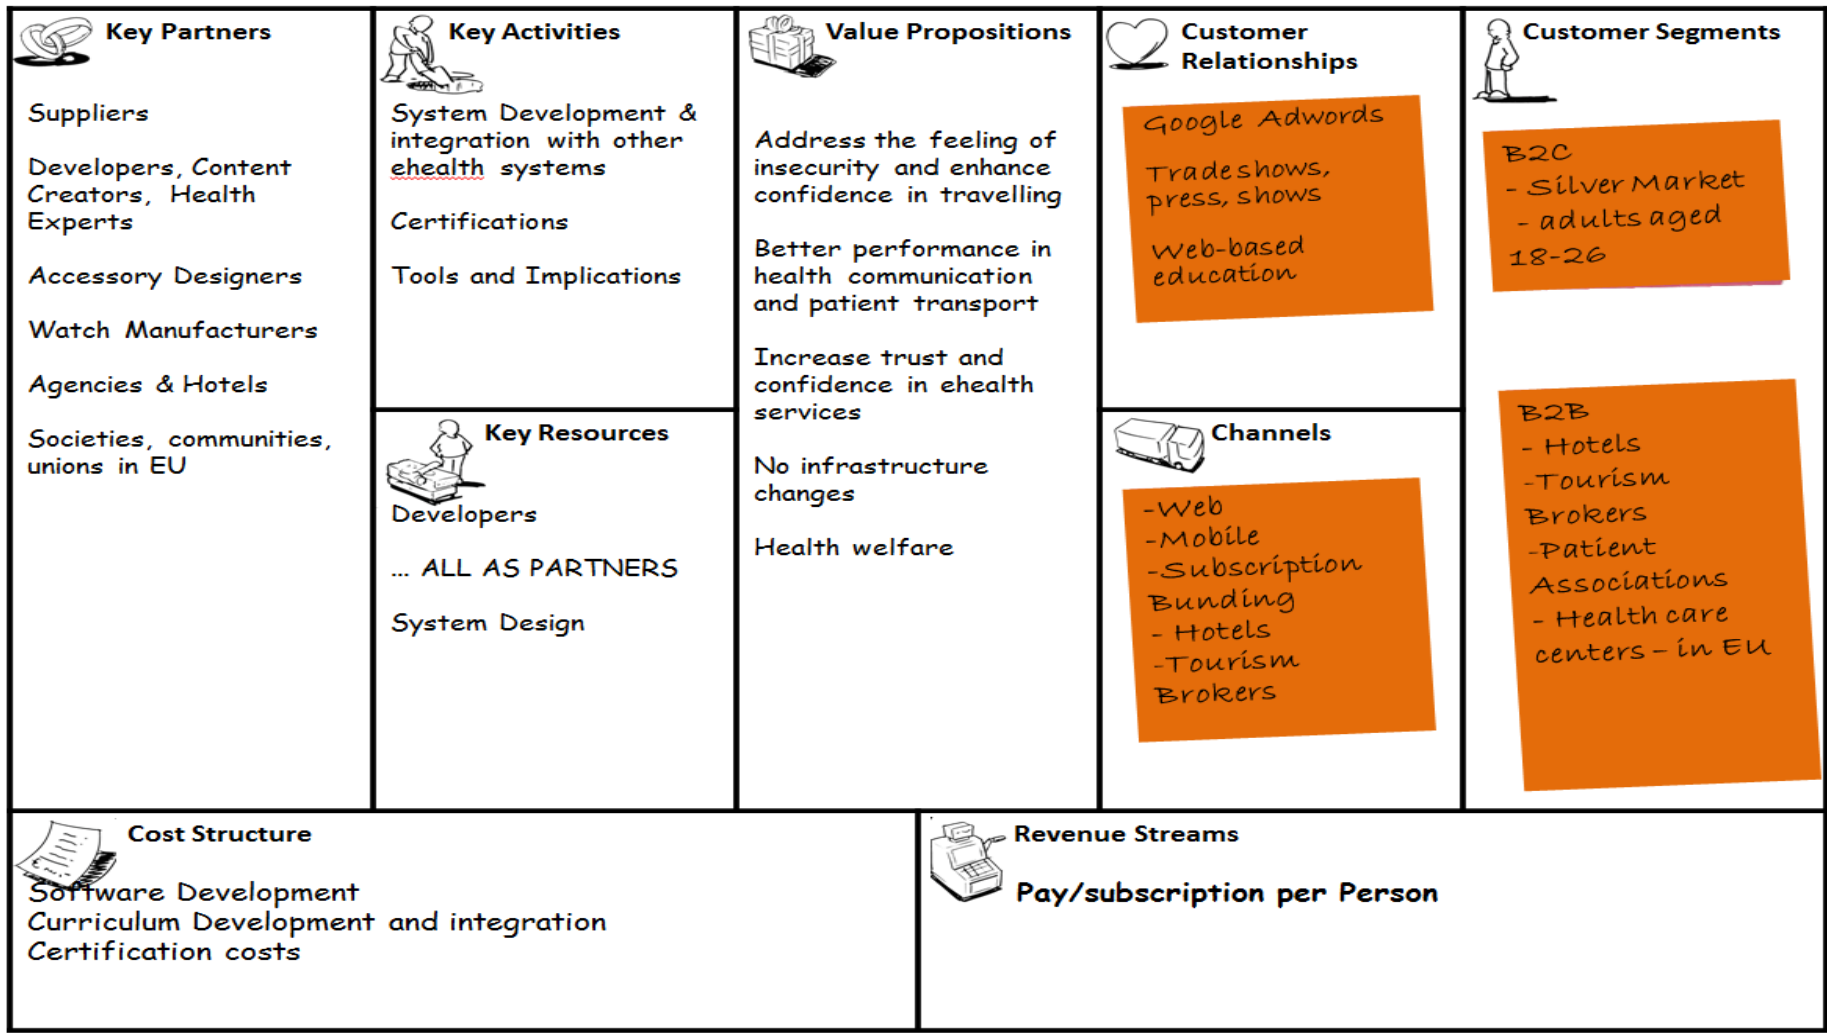 Key Partners
Suppliers
Developers, Content
Creators, Health
Experts
Accessory Designers
Watch Manufacturers
Agencies & Hotels
Societies, communities,
unions in EU
Key Activities
System Development &
integration with other
ehealth systems
Certifications
Tools and Implications
Key Resources
Developers
... ALL AS PARTNERS
System Design
Value Propositions
Address the feeling of
insecurity and enhance
confidence in travelling
Better performance in
health communication
and patient transport
Increase trust and
confidence in ehealth
services
No infrastructure
changes
Health welfare
Customer
Relationships
Google Adwords
Trade shows,
press, shows
Web-based
education
Channels
-Web
-Mobile
-Subscription
Bunding
- Hotels
-Tourism
Brokers
Customer Segments
B2C
- Silver Market
- adults aged
18-26
B2B
- Hotels
-Tourism
Brokers
-Patient
Associations
- Health care
centers – in EU
Cost Structure
Software Development
Curriculum Development and integration
Certification costs
Revenue Streams
Pay/subscription per Person